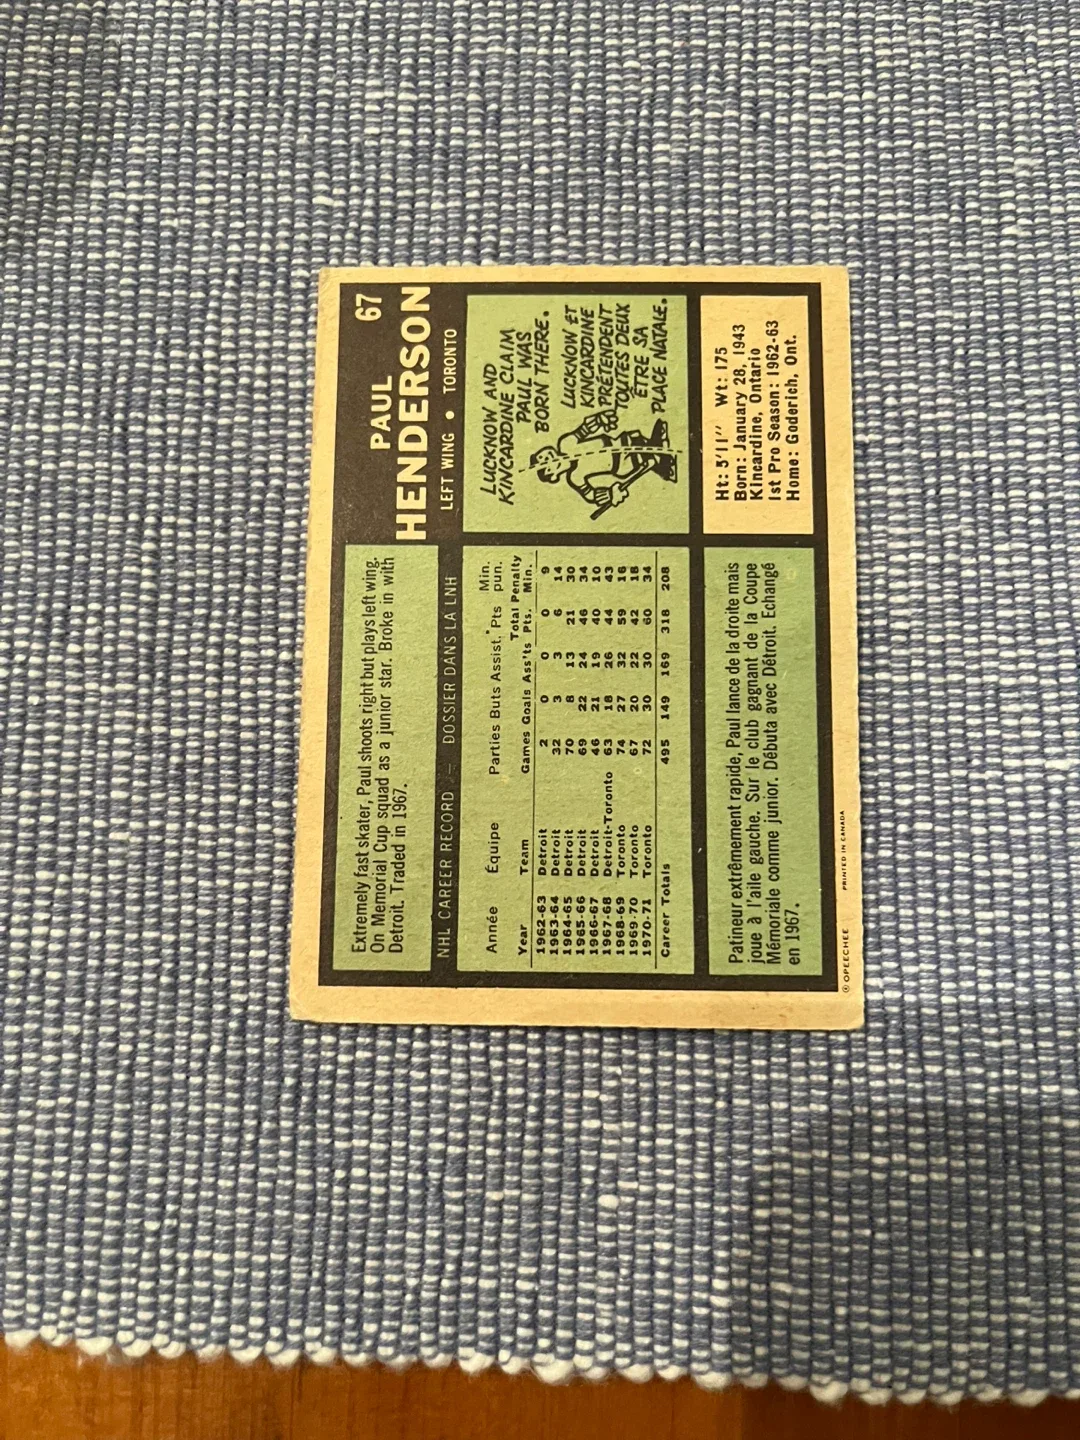 Extremely fast skater, Paul shoots right but plays left wing.
On Memorial Cup squad as a junior star. Broke in with
Detroit. Traded in 1967.
67
PAUL
HENDERSON
LEFT WING • TORONTO
NHL CAREER RECORD — DOSSIER DANS LA LNH
Année Équipe Parties Buts Assist. Pts Min. pun.
Year Team Games Goals Ass'ts Total Pts. Penalty Min.
1962-63 Detroit 2 0 0 0 9
1963-64 Detroit 32 3 3 6 14
1964-65 Detroit 70 8 13 21 30
1965-66 Detroit 69 22 24 46 34
1966-67 Detroit 46 21 19 40 10
1967-68 Detroit-Toronto 63 18 26 44 43
1968-69 Toronto 74 27 32 59 16
1969-70 Toronto 67 20 22 42 18
1970-71 Toronto 72 30 30 60 34
Career Totals 495 149 169 318 208
LUCKNOW AND
KINCARDINE CLAIM
PAUL WAS
BORN THERE.
LUCKNOW ET
KINCARDINE
PRÉTENDENT
TOUTES DEUX
ÊTRE SA
PLACE NATALE.
Patineur extrêmement rapide, Paul lance de la droite mais
joue à l'aile gauche. Sur le club gagnant de la Coupe
Mémoriale comme junior. Débuta avec Détroit. Echangé
en 1967.
Ht: 5'11" Wt: 175
Born: January 28, 1943
Kincardine, Ontario
1st Pro Season: 1962-63
Home: Goderich, Ont.
© OPEECHEE PRINTED IN CANADA